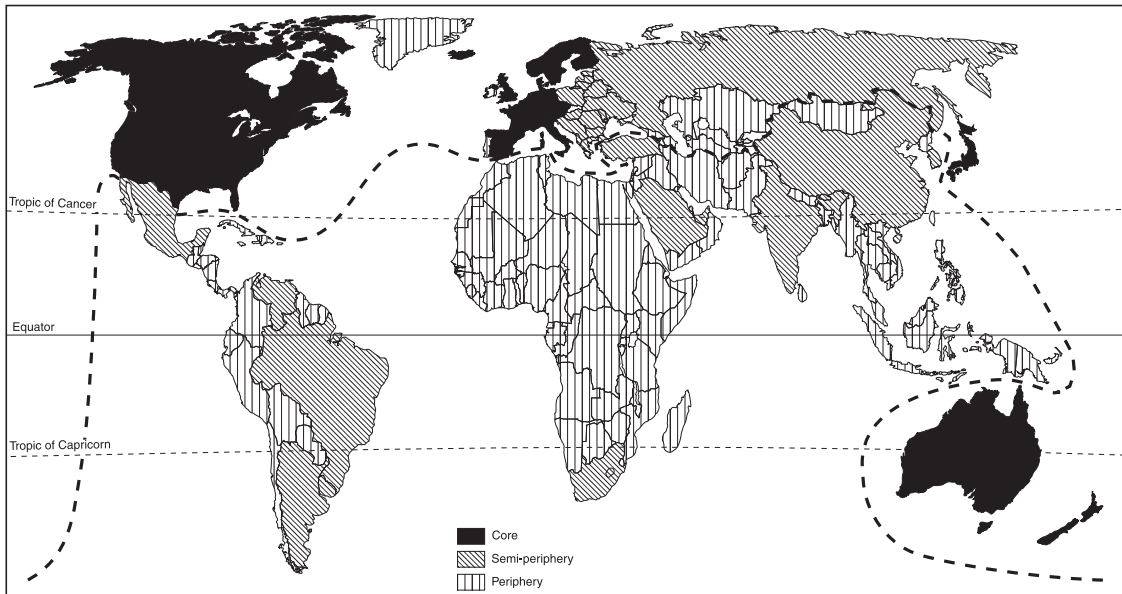 Tropic of Cancer
Equator
Tropic of Capricorn
Core
Semi-periphery
Periphery